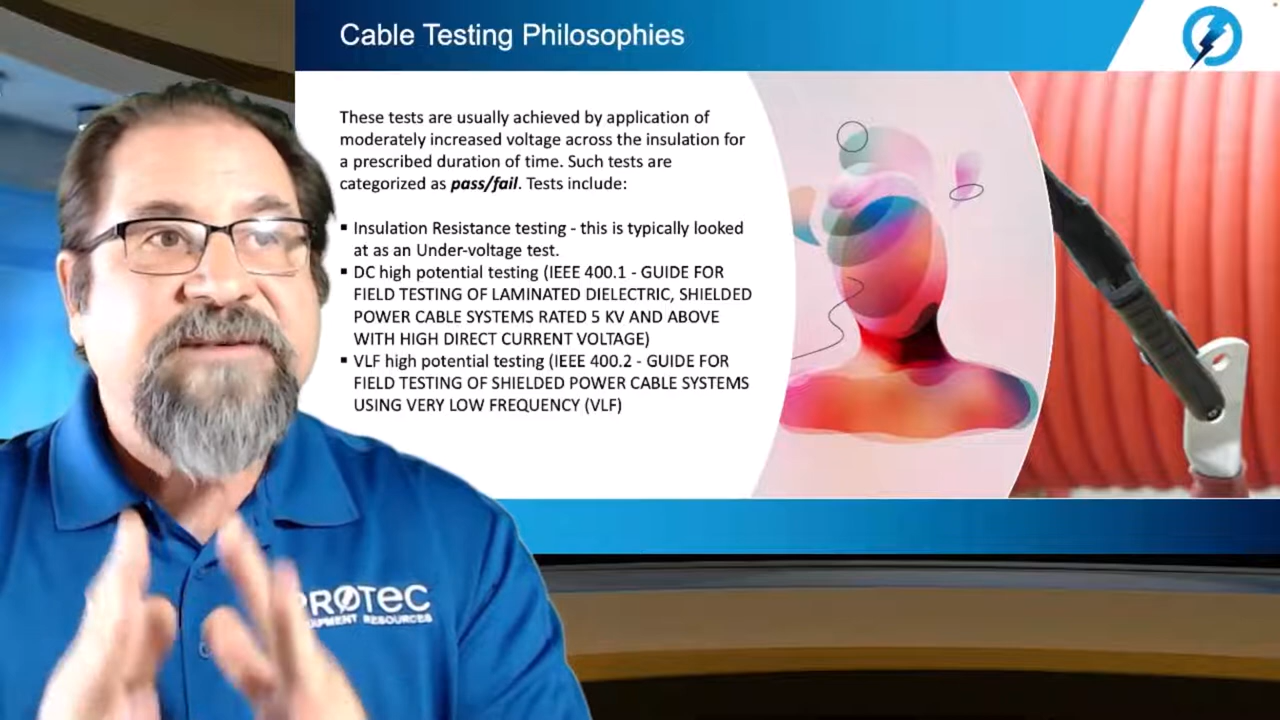 Cable Testing Philosophies
These tests are usually achieved by application of
moderately increased voltage across the insulation for
a prescribed duration of time. Such tests are
categorized as pass/fail. Tests include:
▪ Insulation Resistance testing - this is typically looked
at as an Under-voltage test.
▪ DC high potential testing (IEEE 400.1 - GUIDE FOR
FIELD TESTING OF LAMINATED DIELECTRIC, SHIELDED
POWER CABLE SYSTEMS RATED 5 KV AND ABOVE
WITH HIGH DIRECT CURRENT VOLTAGE)
▪ VLF high potential testing (IEEE 400.2 - GUIDE FOR
FIELD TESTING OF SHIELDED POWER CABLE SYSTEMS
USING VERY LOW FREQUENCY (VLF)
RESOURCES